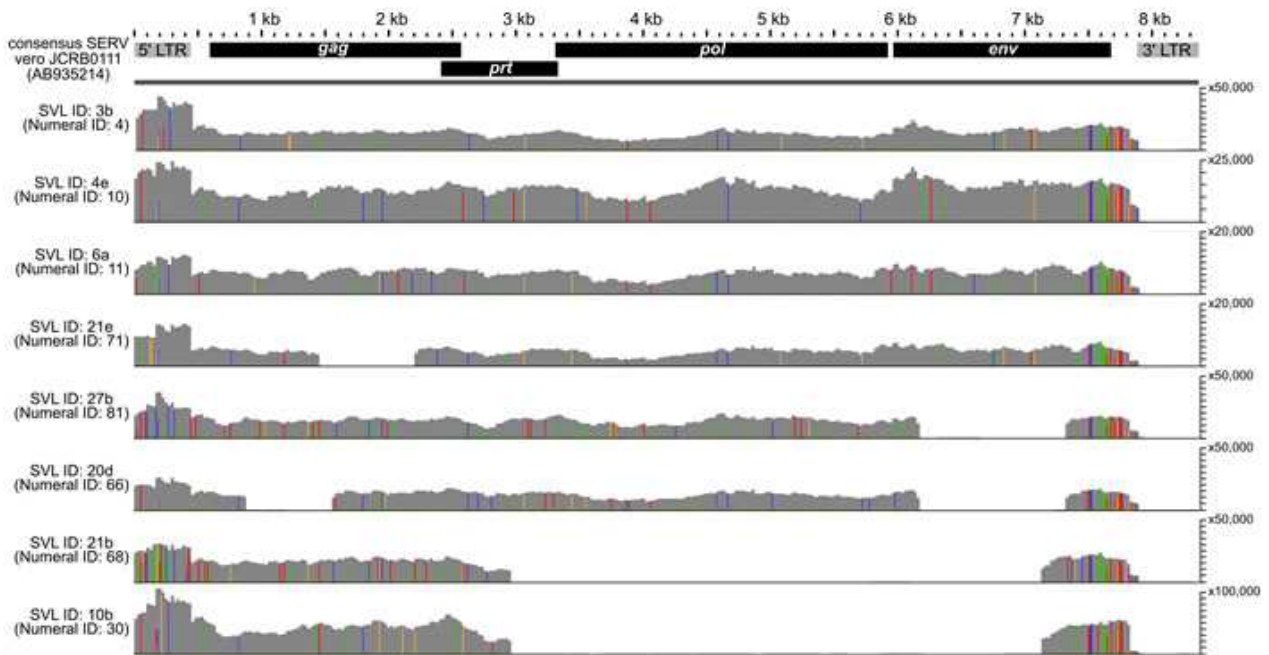 1 kb 2 kb 3 kb 4 kb 5 kb 6 kb 7 kb 8 kb
consensus SERV
vero JCRB0111
(AB935214)
5' LTR gag pol env 3' LTR
prt
x50,000
SVL ID: 3b
(Numeral ID: 4)
x25,000
SVL ID: 4e
(Numeral ID: 10)
x20,000
SVL ID: 6a
(Numeral ID: 11)
x20,000
SVL ID: 21e
(Numeral ID: 71)
x50,000
SVL ID: 27b
(Numeral ID: 81)
x50,000
SVL ID: 20d
(Numeral ID: 66)
x50,000
SVL ID: 21b
(Numeral ID: 68)
x100,000
SVL ID: 10b
(Numeral ID: 30)